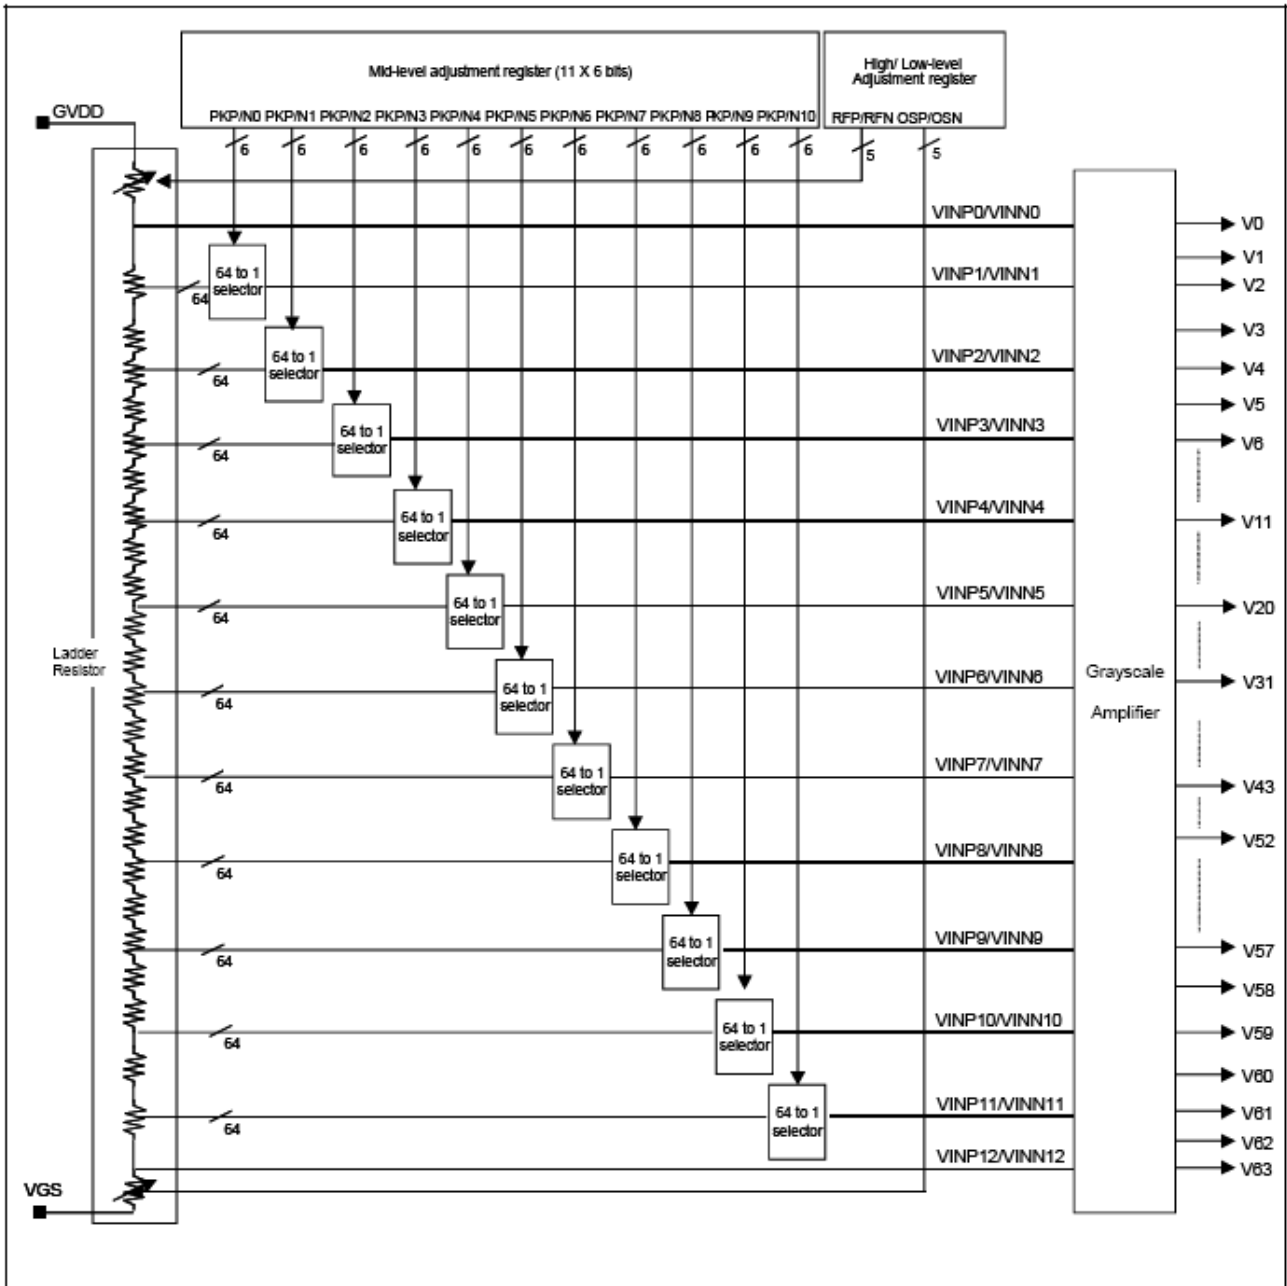 Mid-level adjustment register (11 X 6 bits)
High/ Low-level
Adjustment register
PKP/N0 PKP/N1 PKP/N2 PKP/N3 PKP/N4 PKP/N5 PKP/N6 PKP/N7 PKP/N8 PKP/N9 PKP/N10
RFP/RFN OSP/OSN
GVDD
6 6 6 6 6 6 6 6 6 6 6 5 5
VINP0/VINN0
V0
V1
64 to 1
selector
64
VINP1/VINN1
V2
V3
64 to 1
selector
64
VINP2/VINN2
V4
V5
64 to 1
selector
64
VINP3/VINN3
V6
64 to 1
selector
64
VINP4/VINN4
V11
64 to 1
selector
64
VINP5/VINN5
V20
Ladder
Resistor
64 to 1
selector
64
VINP6/VINN6
V31
Grayscale
Amplifier
64 to 1
selector
64
VINP7/VINN7
V43
V52
64 to 1
selector
64
VINP8/VINN8
64 to 1
selector
64
VINP9/VINN9
V57
V58
64 to 1
selector
64
VINP10/VINN10
V59
V60
64 to 1
selector
64
VINP11/VINN11
V61
V62
VINP12/VINN12
V63
VGS